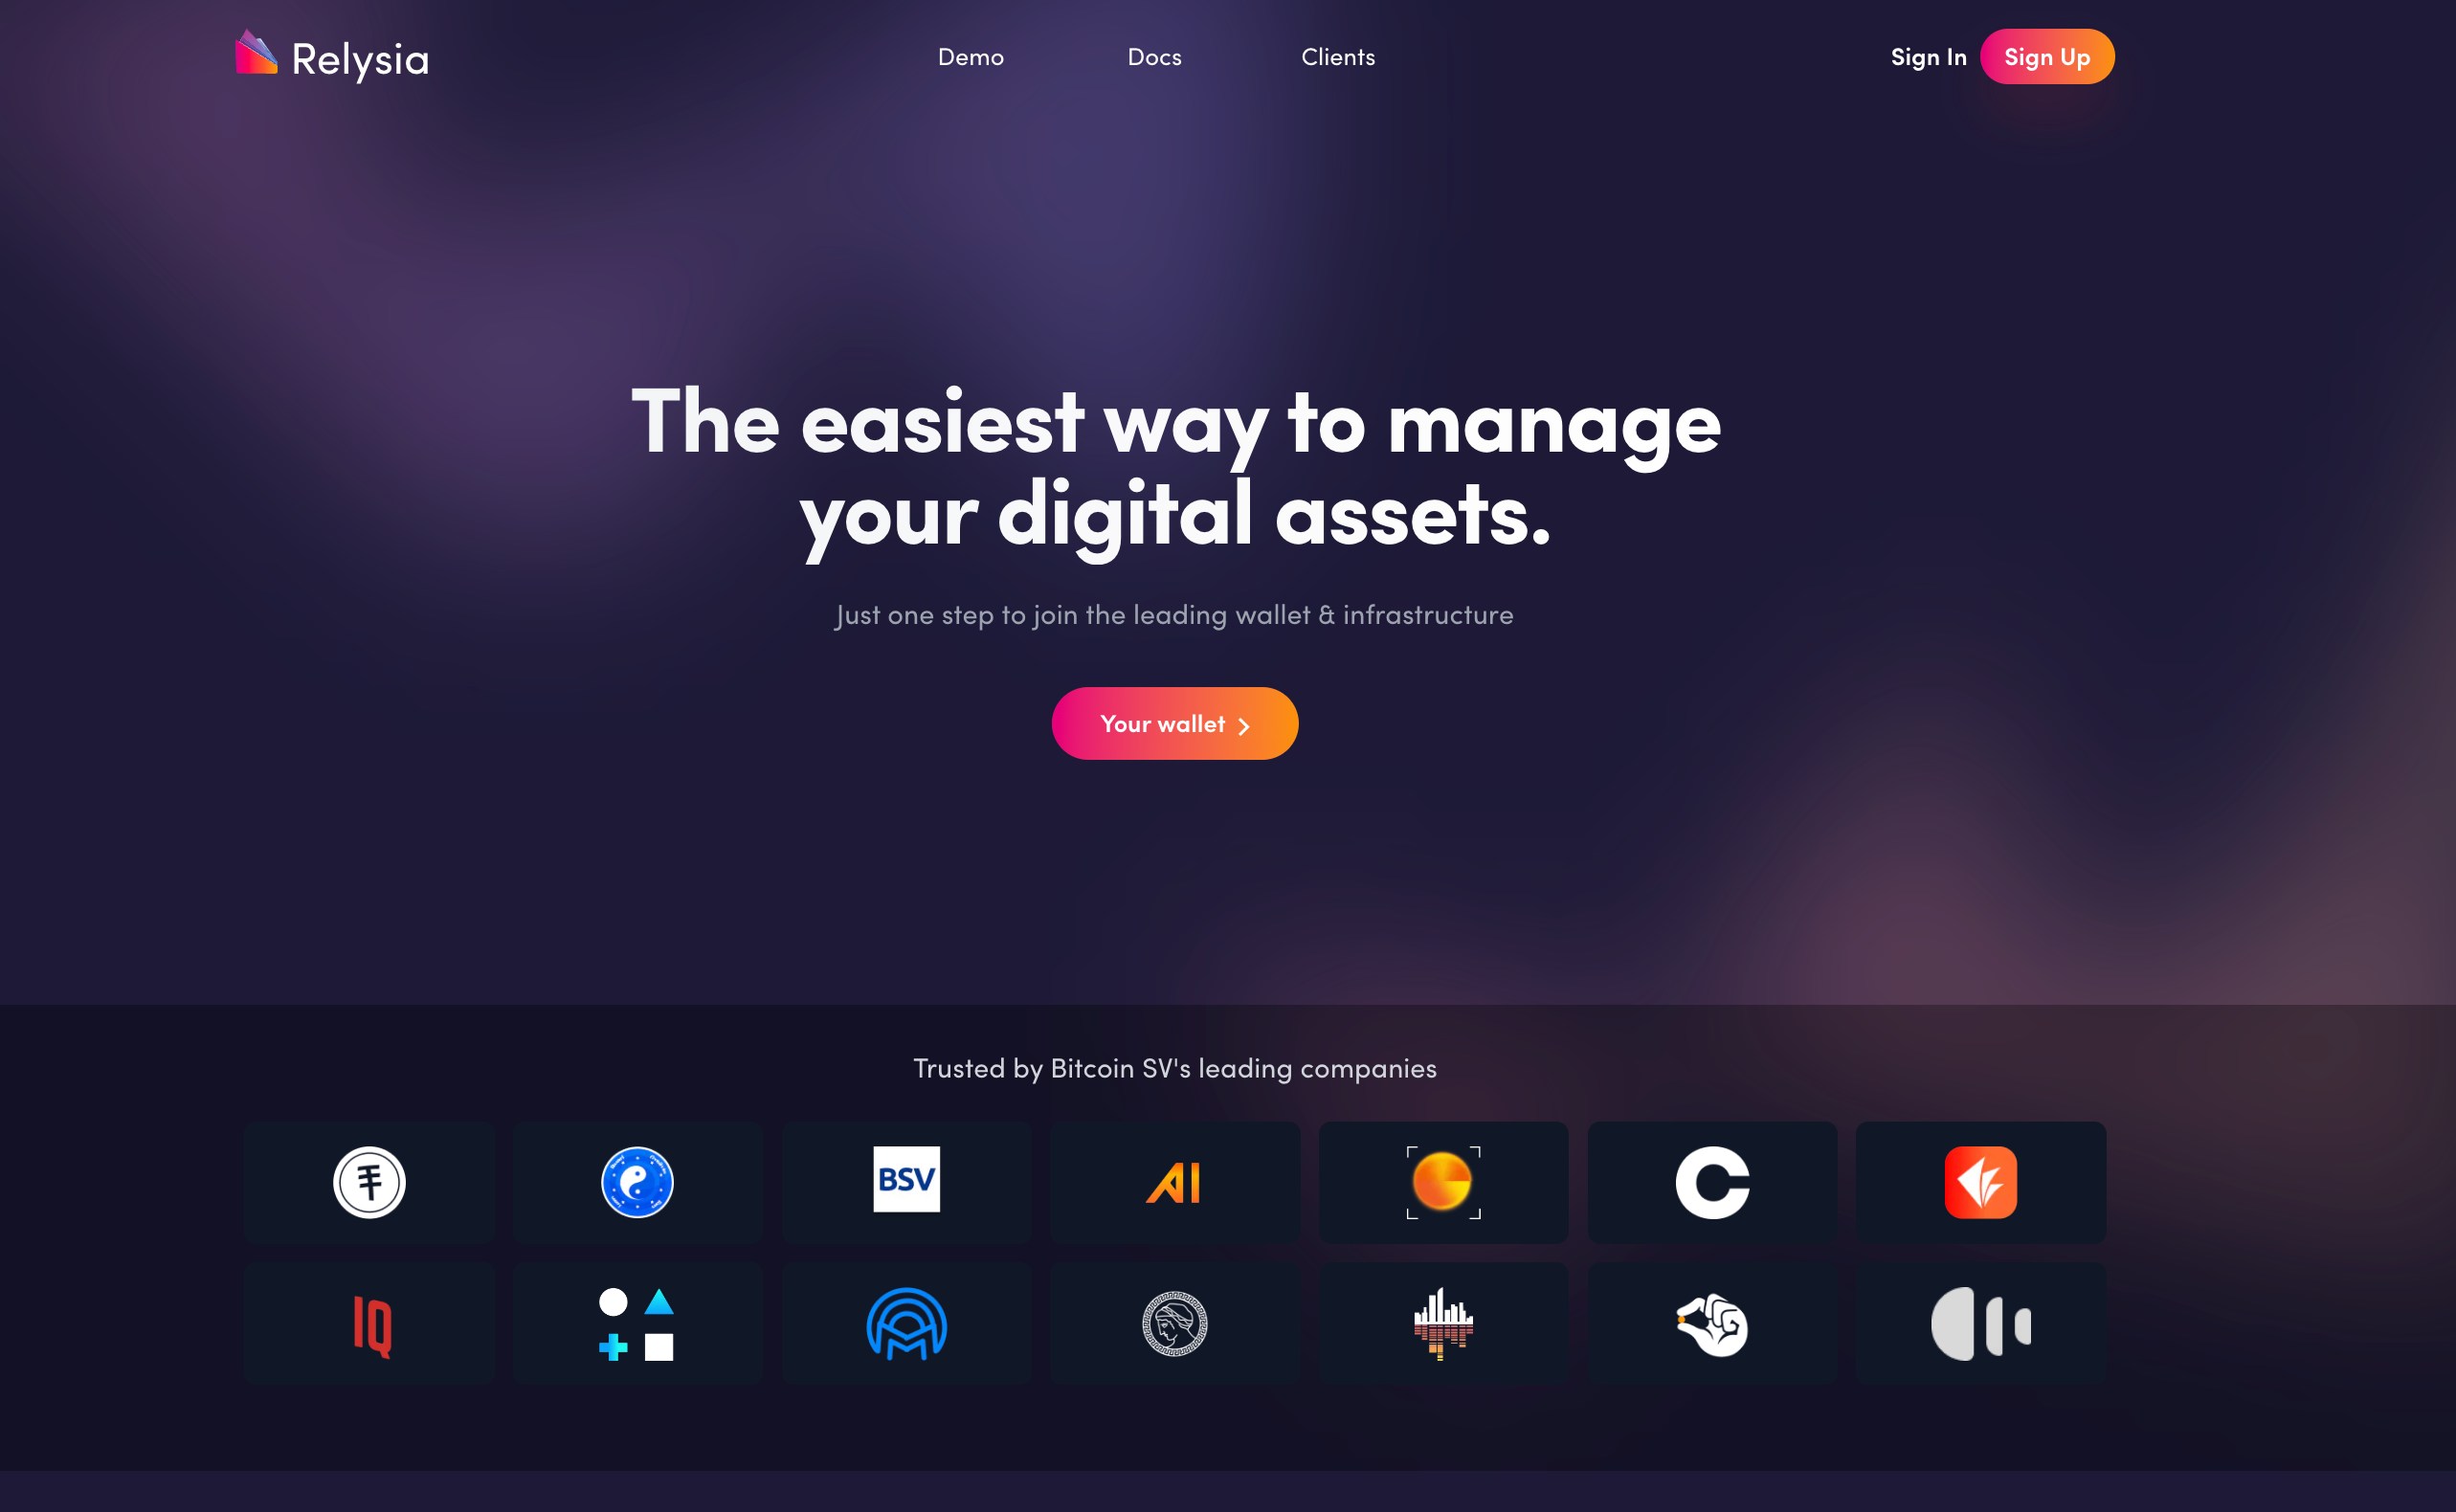 Relysia
Demo
Docs
Clients
Sign In
Sign Up
The easiest way to manage
your digital assets.
Just one step to join the leading wallet & infrastructure
Your wallet
Trusted by Bitcoin SV's leading companies
BSV
AI
IQ